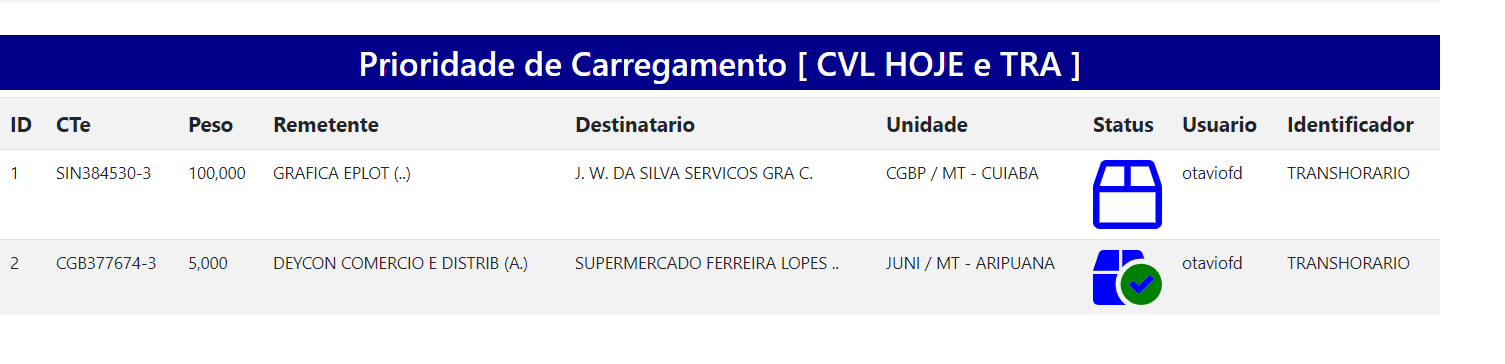 Prioridade de Carregamento [ CVL HOJE e TRA ]
ID CTe Peso Remetente Destinatario Unidade Status Usuario Identificador
1 SIN384530-3 100,000 GRAFICA EPLOT (..) J. W. DA SILVA SERVICOS GRA C. CGBP / MT - CUIABA otaviofd TRANSHORARIO
2 CGB377674-3 5,000 DEYCON COMERCIO E DISTRIB (A.) SUPERMERCADO FERREIRA LOPES .. JUNI / MT - ARIPUANA otaviofd TRANSHORARIO